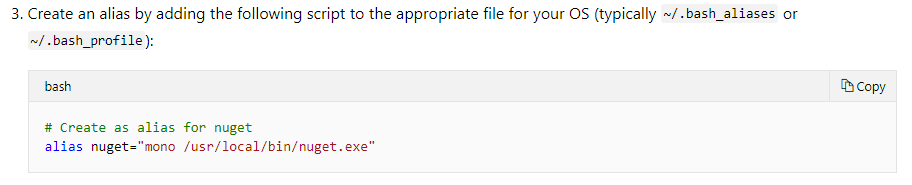 3. Create an alias by adding the following script to the appropriate file for your OS (typically ~/.bash_aliases or
~/.bash_profile):
bash
Copy
# Create as alias for nuget
alias nuget="mono /usr/local/bin/nuget.exe"